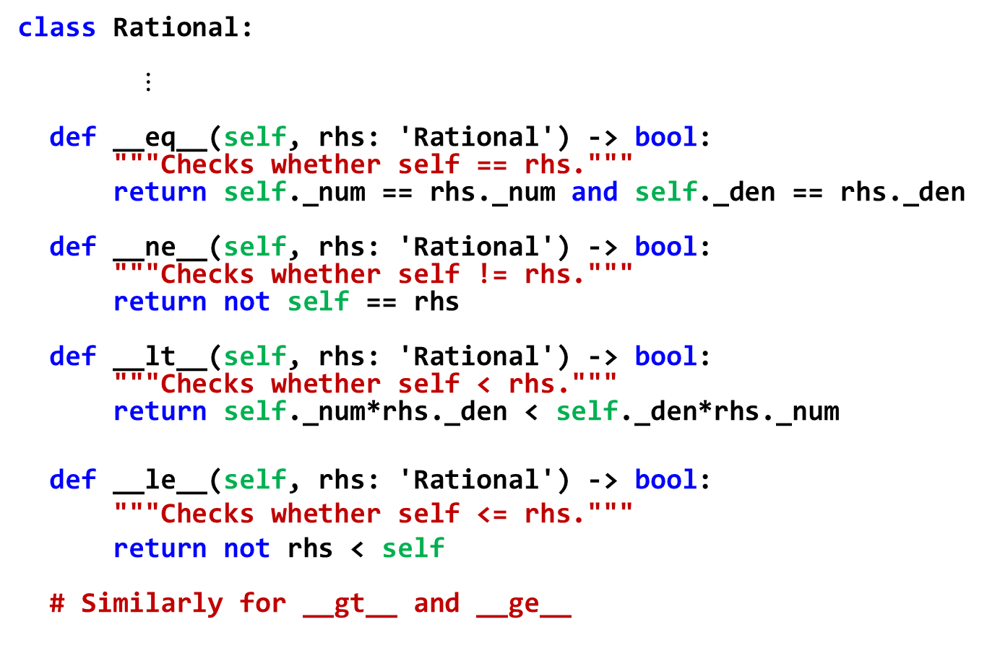 class Rational:
⋮
def __eq__(self, rhs: 'Rational') -> bool:
"""Checks whether self == rhs."""
return self._num == rhs._num and self._den == rhs._den
def __ne__(self, rhs: 'Rational') -> bool:
"""Checks whether self != rhs."""
return not self == rhs
def __lt__(self, rhs: 'Rational') -> bool:
"""Checks whether self < rhs."""
return self._num*rhs._den < self._den*rhs._num
def __le__(self, rhs: 'Rational') -> bool:
"""Checks whether self <= rhs."""
return not rhs < self
# Similarly for __gt__ and __ge__